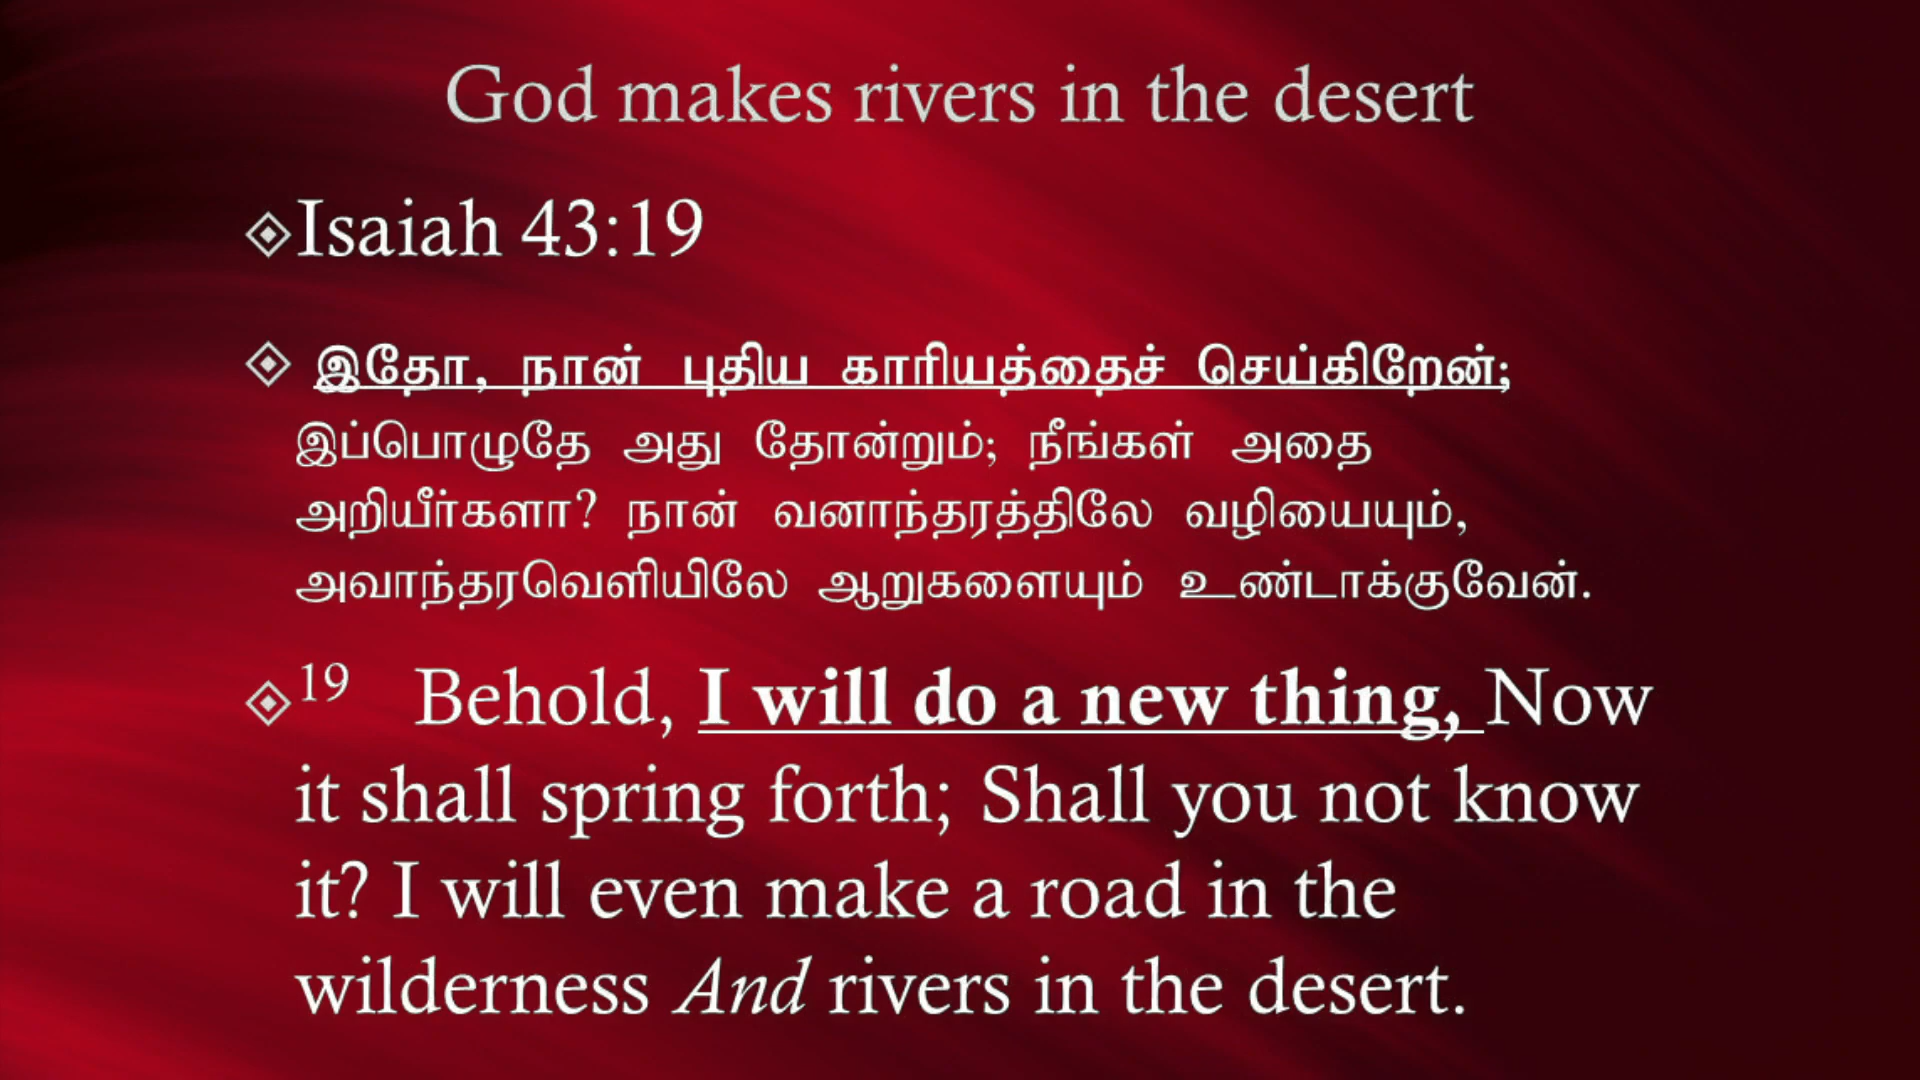 God makes rivers in the desert
Isaiah 43:19
இதோ, நான் புதிய காரியத்தைச் செய்கிறேன்;
இப்பொழுதே அது தோன்றும்; நீங்கள் அதை
அறியீர்களா? நான் வனாந்தரத்திலே வழியையும்,
அவாந்தரவெளியிலே ஆறுகளையும் உண்டாக்குவேன்.
19 Behold, I will do a new thing, Now
it shall spring forth; Shall you not know
it? I will even make a road in the
wilderness And rivers in the desert.